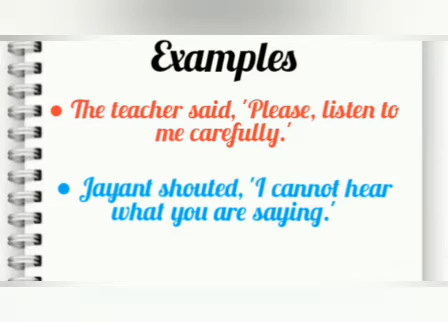 Examples
• The teacher said, 'Please, listen to
me carefully.'
• Jayant shouted, 'I cannot hear
what you are saying.'